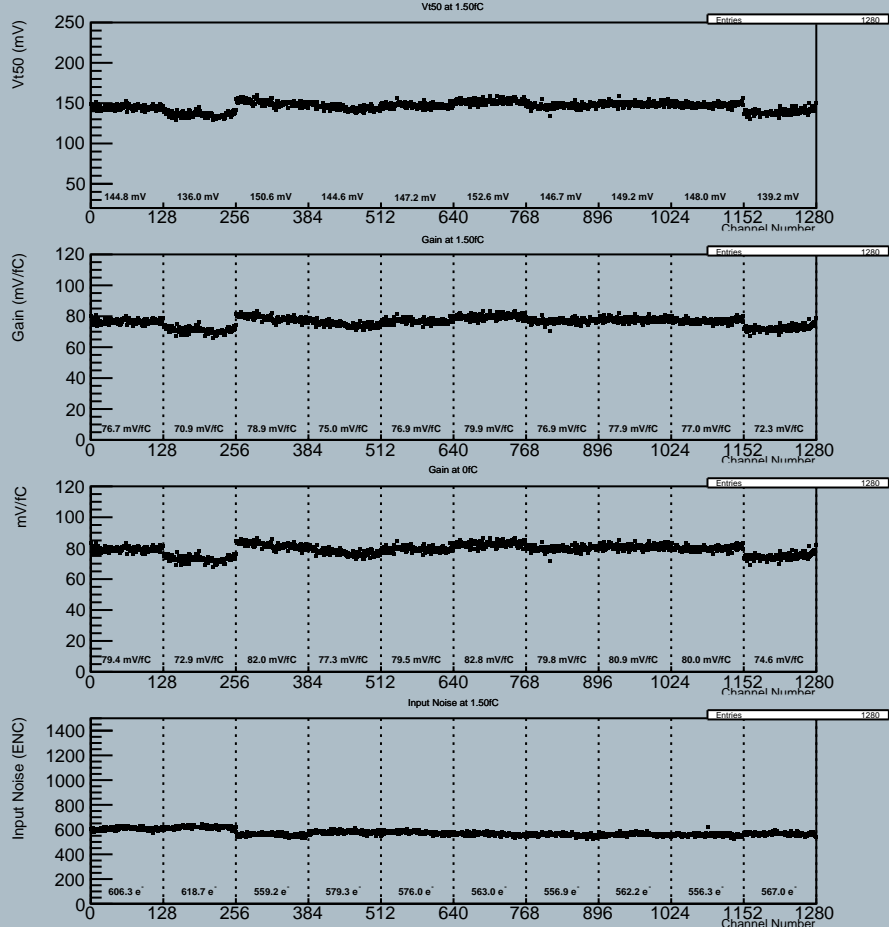 Vt50 at 1.50fC
Entries 1280
Vt50 (mV)
250
200
150
100
50
144.8 mV 136.0 mV 150.6 mV 144.6 mV 147.2 mV 152.6 mV 146.7 mV 149.2 mV 148.0 mV 139.2 mV
0 128 256 384 512 640 768 896 1024 1152 1280
Channel Number
Gain at 1.50fC
Entries 1280
Gain (mV/fC)
120
100
80
60
40
20
0
76.7 mV/fC 70.9 mV/fC 78.9 mV/fC 75.0 mV/fC 76.9 mV/fC 79.9 mV/fC 76.9 mV/fC 77.9 mV/fC 77.0 mV/fC 72.3 mV/fC
0 128 256 384 512 640 768 896 1024 1152 1280
Channel Number
Gain at 0fC
Entries 1280
mV/fC
120
100
80
60
40
20
0
79.4 mV/fC 72.9 mV/fC 82.0 mV/fC 77.3 mV/fC 79.5 mV/fC 82.8 mV/fC 79.8 mV/fC 80.9 mV/fC 80.0 mV/fC 74.6 mV/fC
0 128 256 384 512 640 768 896 1024 1152 1280
Channel Number
Input Noise at 1.50fC
Entries 1280
Input Noise (ENC)
1400
1200
1000
800
600
400
200
0
606.3 e⁻ 618.7 e⁻ 559.2 e⁻ 579.3 e⁻ 576.0 e⁻ 563.0 e⁻ 556.9 e⁻ 562.2 e⁻ 556.3 e⁻ 567.0 e⁻
0 128 256 384 512 640 768 896 1024 1152 1280
Channel Number